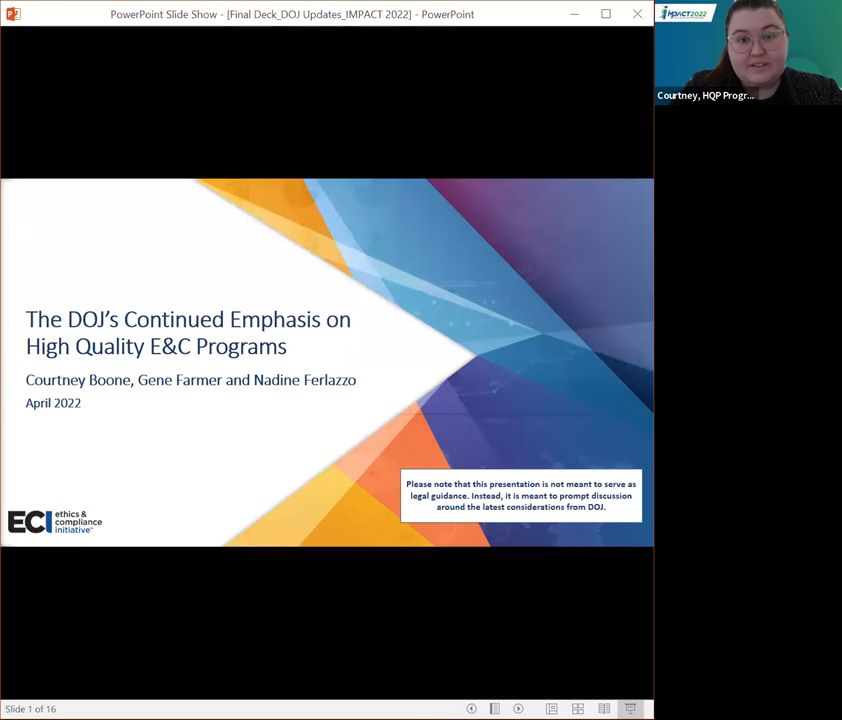 PowerPoint Slide Show - [Final Deck_DOJ Updates_IMPACT 2022] - PowerPoint
IMPACT2022
Courtney, HQP Progr...
The DOJ's Continued Emphasis on
High Quality E&C Programs
Courtney Boone, Gene Farmer and Nadine Ferlazzo
April 2022
Please note that this presentation is not meant to serve as
legal guidance. Instead, it is meant to prompt discussion
around the latest considerations from DOJ.
ECI
ethics &
compliance
initiative™
Slide 1 of 16